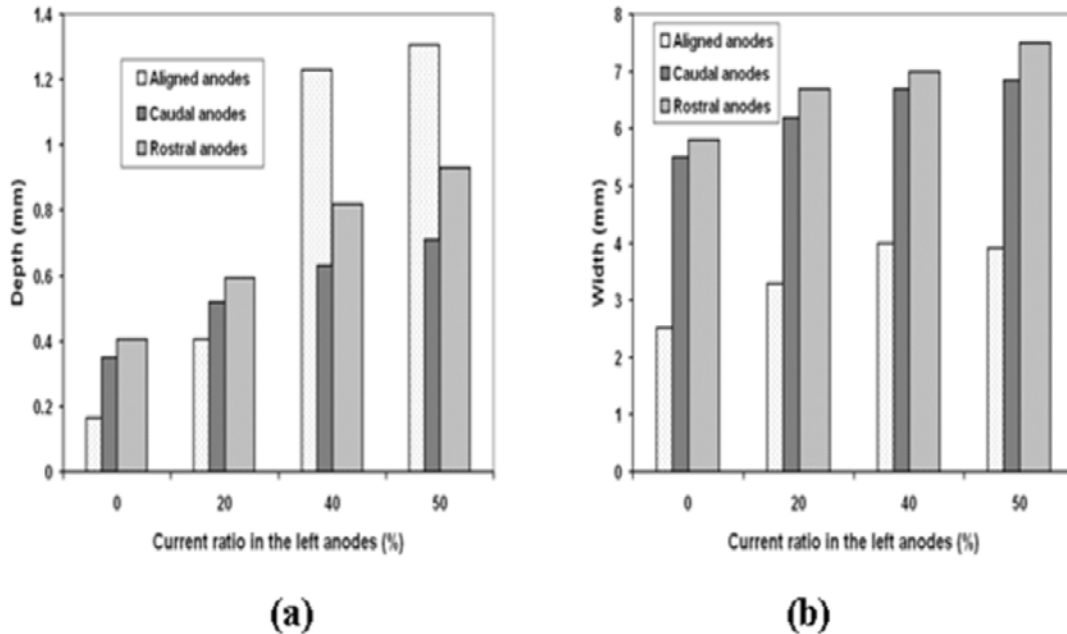 1.4
1.2
1
0.8
0.6
0.4
0.2
0
Depth (mm)
Aligned anodes
Caudal anodes
Rostral anodes
0 20 40 50
Current ratio in the left anodes (%)
(a)
8
7
6
5
4
3
2
1
0
Width (mm)
Aligned anodes
Caudal anodes
Rostral anodes
0 20 40 50
Current ratio in the left anodes (%)
(b)